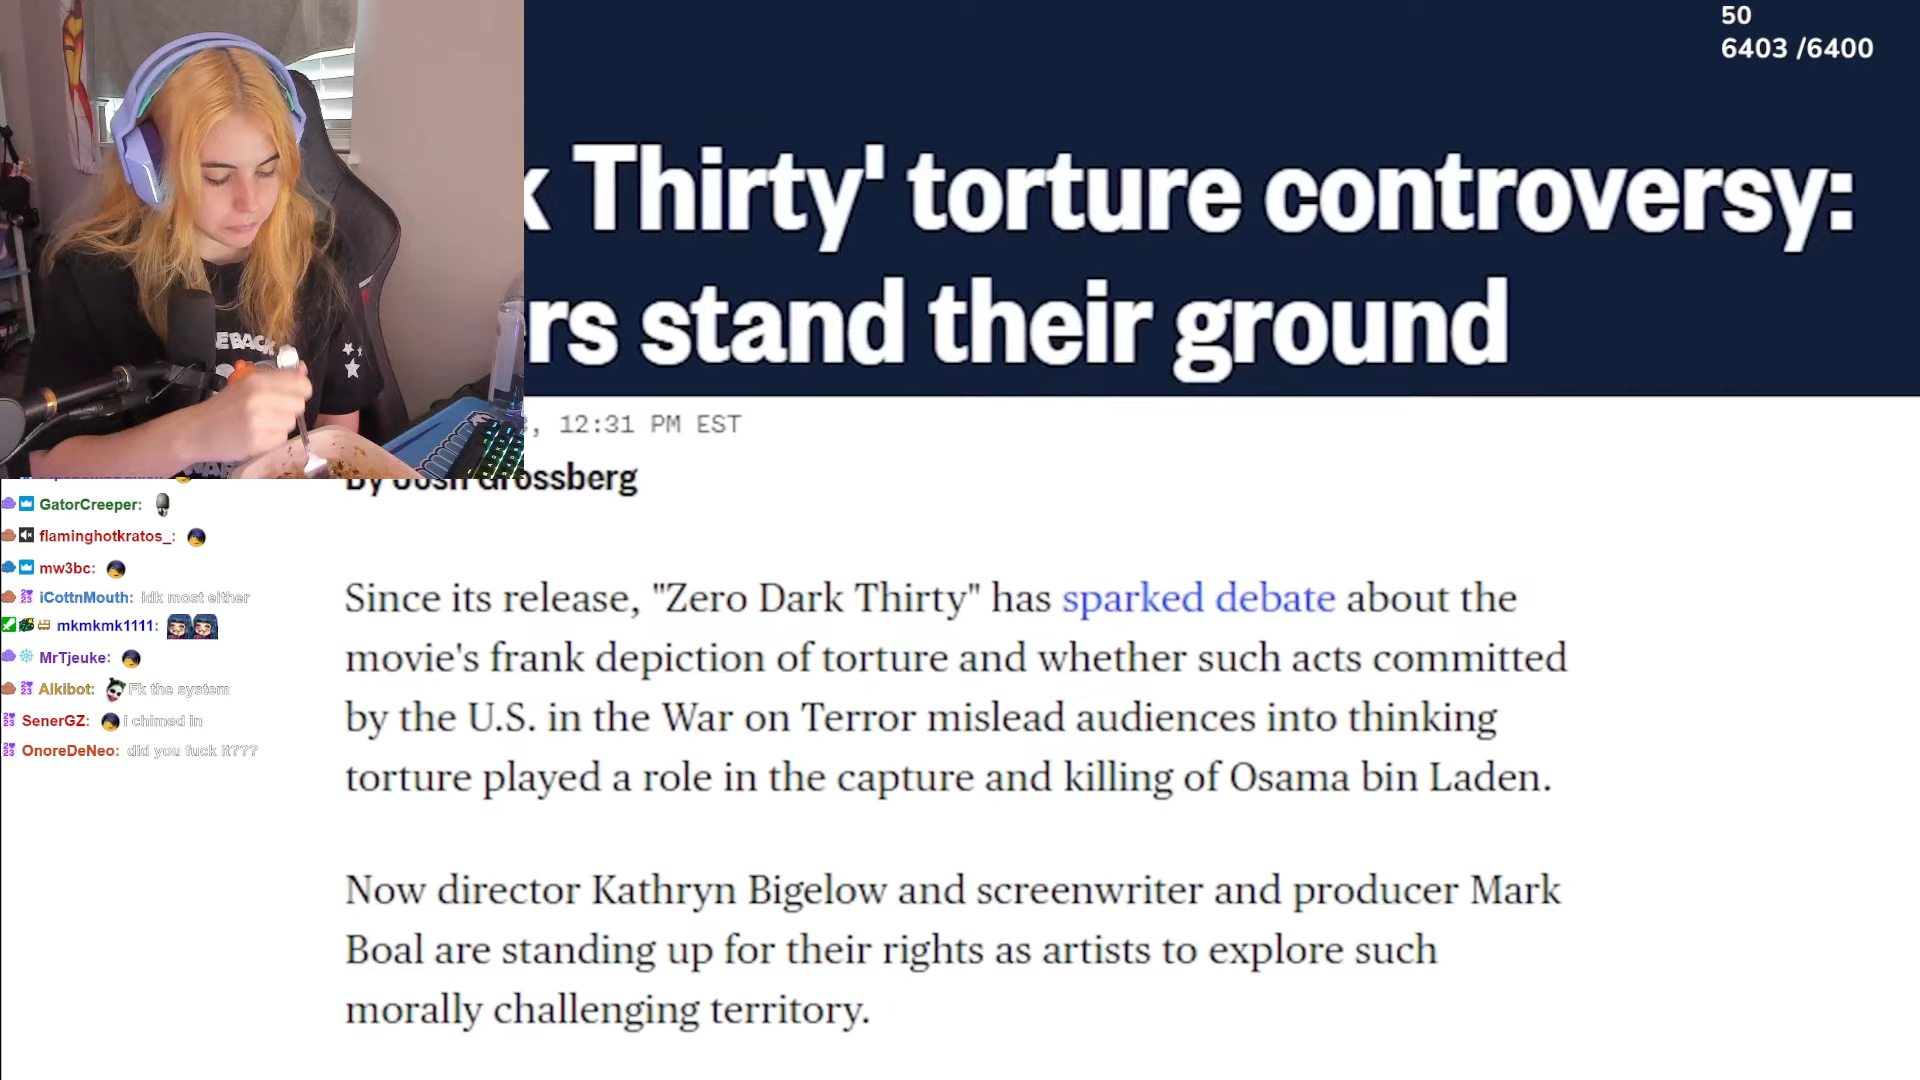 50
6403 /6400
k Thirty' torture controversy:
rs stand their ground
, 12:31 PM EST
By Josh Grossberg
EBACK
WAR
GatorCreeper:
flaminghotkratos_:
mw3bc:
iCottnMouth: idk most either
mkmkmk1111:
MrTjeuke:
Alkibot: Fk the system
SenerGZ: i chimed in
OnoreDeNeo: did you fuck it???
Since its release, "Zero Dark Thirty" has sparked debate about the
movie's frank depiction of torture and whether such acts committed
by the U.S. in the War on Terror mislead audiences into thinking
torture played a role in the capture and killing of Osama bin Laden.
Now director Kathryn Bigelow and screenwriter and producer Mark
Boal are standing up for their rights as artists to explore such
morally challenging territory.